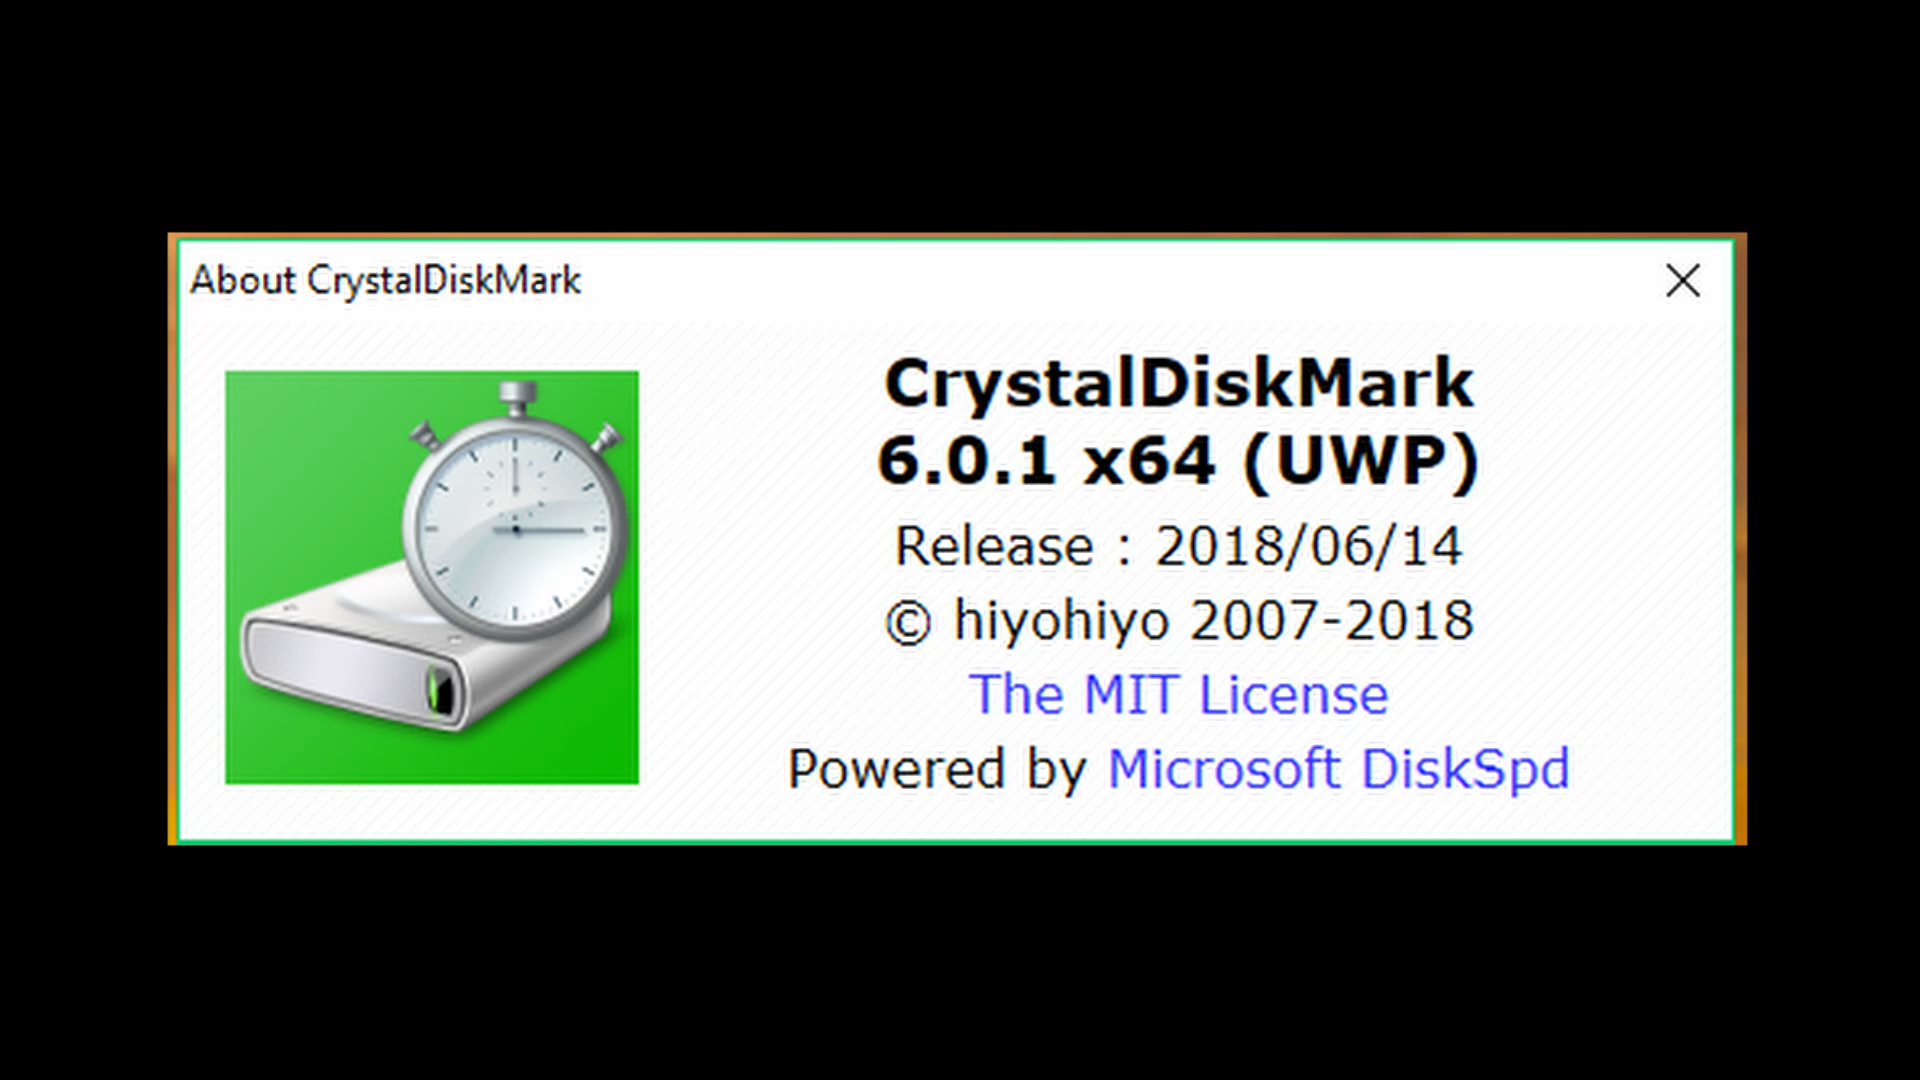 About CrystalDiskMark
CrystalDiskMark
6.0.1 x64 (UWP)
Release : 2018/06/14
© hiyohiyo 2007-2018
The MIT License
Powered by Microsoft DiskSpd